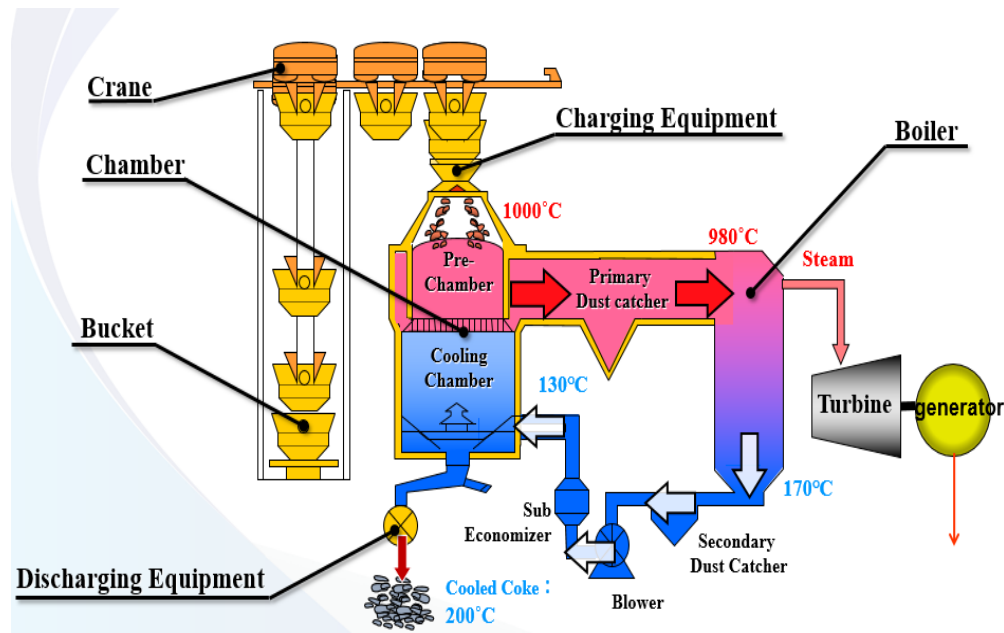 Crane
Charging Equipment
Boiler
Chamber
1000°C
980°C
Steam
Pre-
Chamber
Primary
Dust catcher
Bucket
Cooling
Chamber
130°C
Turbine
generator
170°C
Sub
Economizer
Secondary
Dust Catcher
Discharging Equipment
Cooled Coke：
200°C
Blower